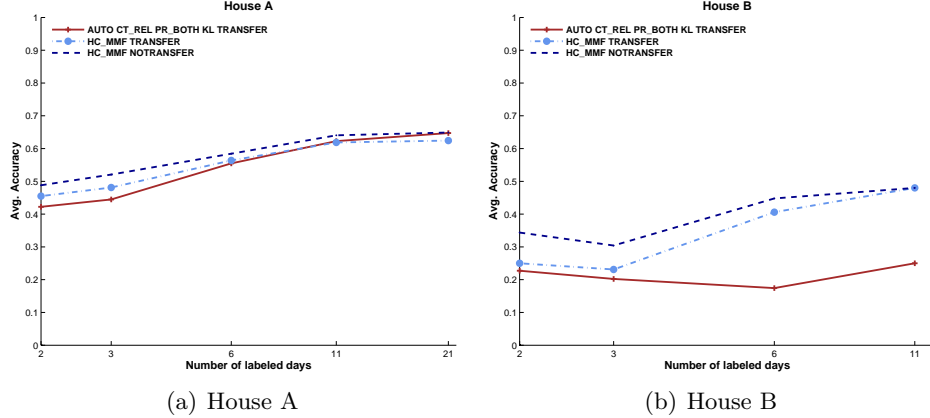 House A
AUTO CT_REL PR_BOTH KL TRANSFER
HC_MMF TRANSFER
HC_MMF NOTRANSFER
1
0.9
0.8
0.7
0.6
0.5
0.4
0.3
0.2
0.1
0
Avg. Accuracy
2 3 6 11 21
Number of labeled days
(a) House A
House B
AUTO CT_REL PR_BOTH KL TRANSFER
HC_MMF TRANSFER
HC_MMF NOTRANSFER
1
0.9
0.8
0.7
0.6
0.5
0.4
0.3
0.2
0.1
0
Avg. Accuracy
2 3 6 11
Number of labeled days
(b) House B